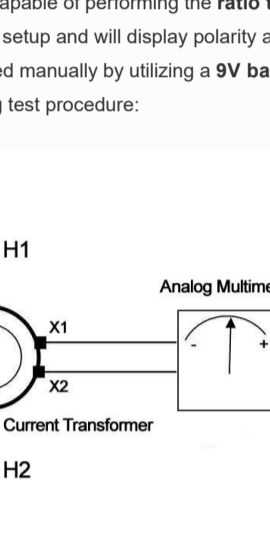 apable of performing the ratio
setup and will display polarity a
ed manually by utilizing a 9V ba
test procedure:
H1
Analog Multime
X1
- +
X2
Current Transformer
H2